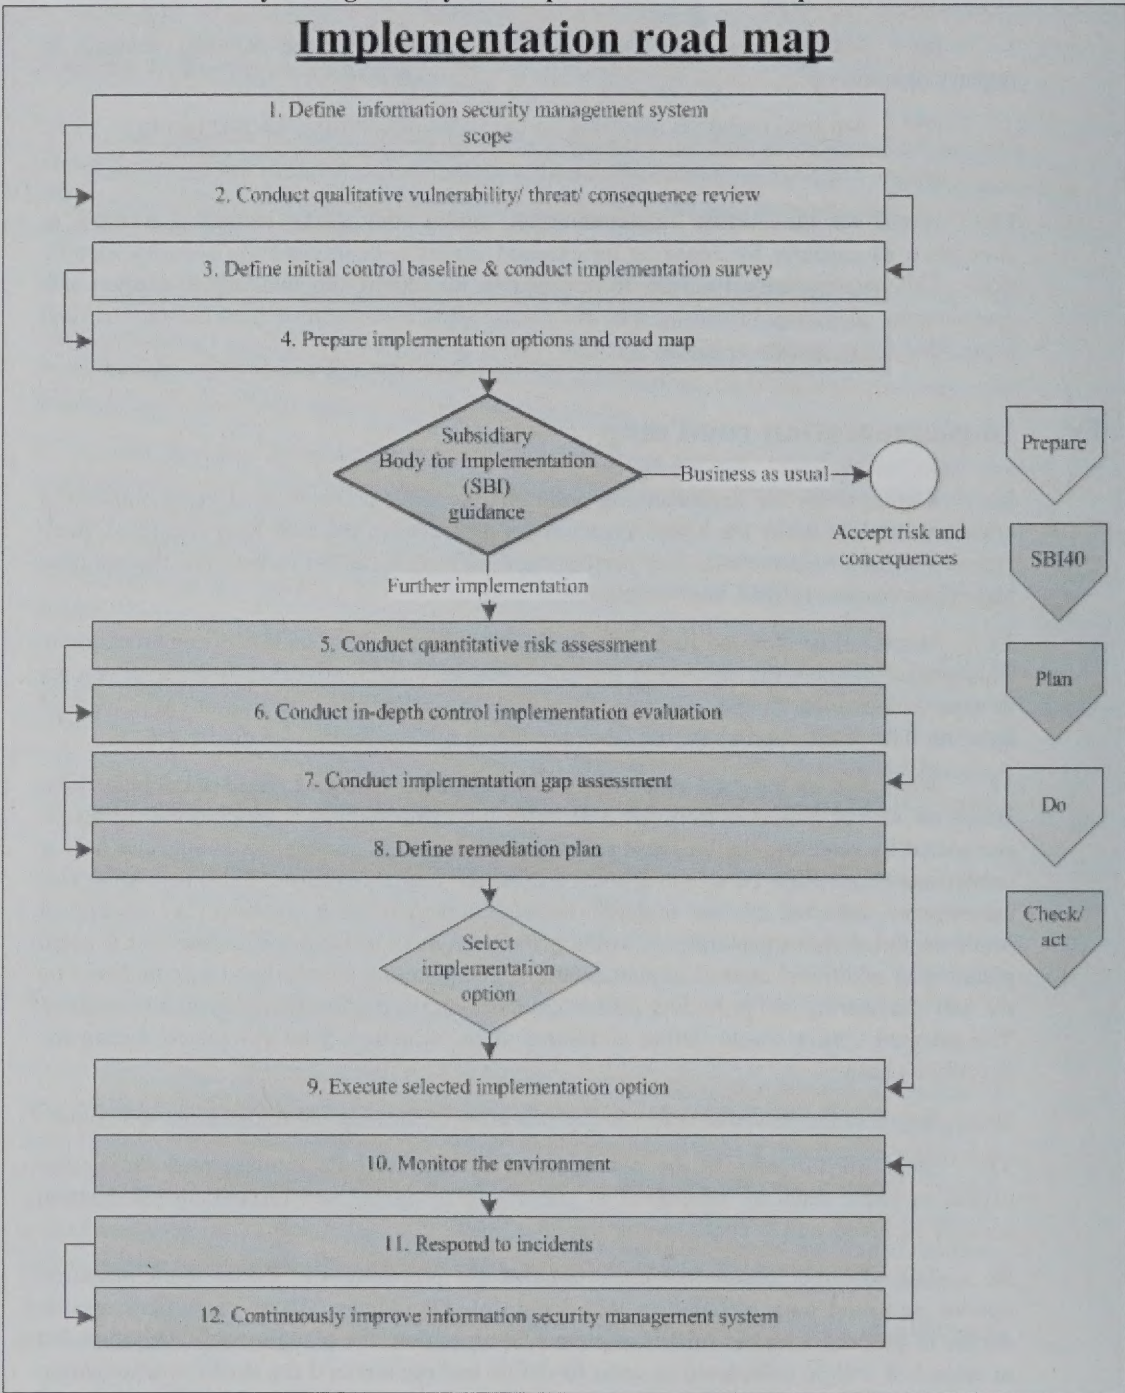 Implementation road map
1. Define information security management system
scope
2. Conduct qualitative vulnerability/ threat/ consequence review
3. Define initial control baseline & conduct implementation survey
4. Prepare implementation options and road map
Subsidiary
Body for Implementation
(SBI)
guidance
Business as usual
Accept risk and
concequences
Further implementation
5. Conduct quantitative risk assessment
6. Conduct in-depth control implementation evaluation
7. Conduct implementation gap assessment
8. Define remediation plan
Select
implementation
option
9. Execute selected implementation option
10. Monitor the environment
11. Respond to incidents
12. Continuously improve information security management system
Prepare
SBI40
Plan
Do
Check/
act